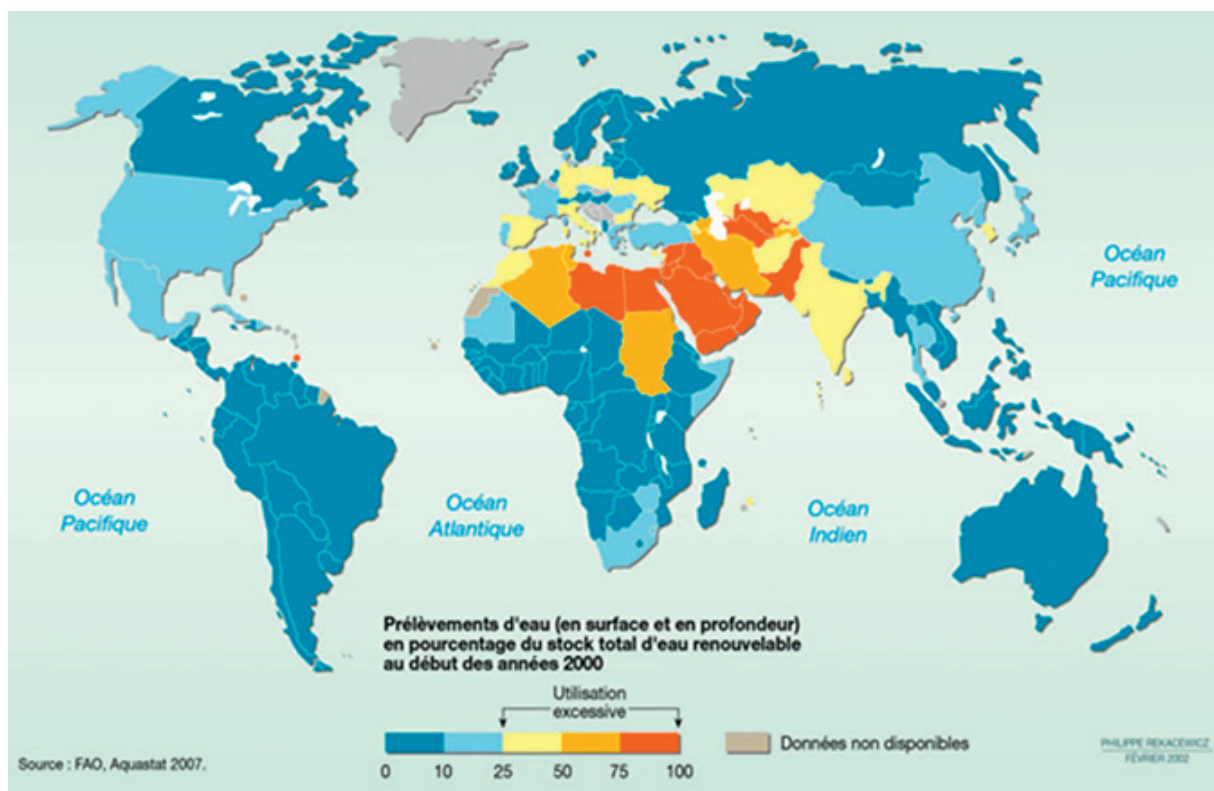 Océan
Pacifique
Océan
Pacifique
Océan
Atlantique
Océan
Indien
Prélèvements d'eau (en surface et en profondeur)
en pourcentage du stock total d'eau renouvelable
au début des années 2000
Utilisation
excessive
0 10 25 50 75 100
Données non disponibles
Source : FAO, Aquastat 2007.
PHILIPPE REKACEWICZ
FÉVRIER 2002